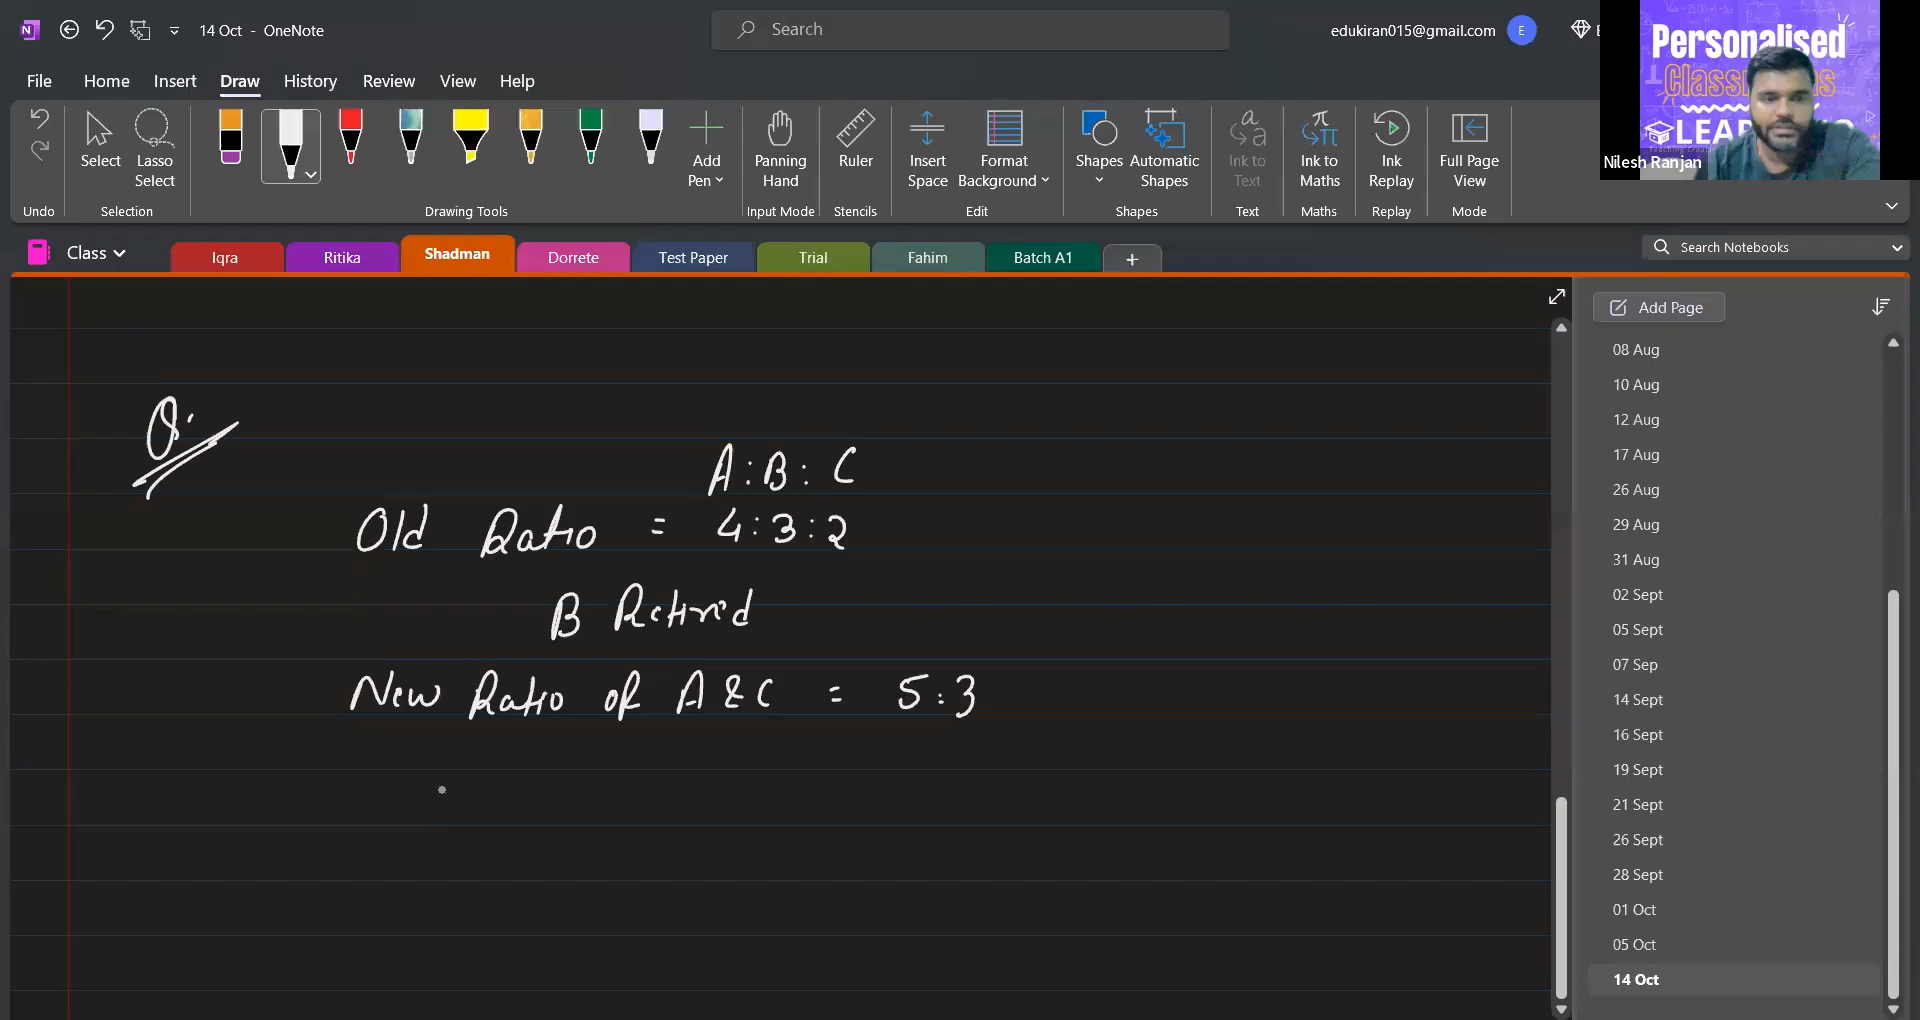 14 Oct - OneNote
Search
edukiran015@gmail.com
E
File Home Insert Draw History Review View Help
Select
Lasso Select
Add Pen
Panning Hand
Ruler
Insert Space
Format Background
Shapes
Automatic Shapes
Ink to Text
Ink to Maths
Ink Replay
Full Page View
Undo Selection Drawing Tools Input Mode Stencils Edit Shapes Text Maths Replay Mode
Personalised
Nilesh Ranjan
Class Iqra Ritika Shadman Dorrete Test Paper Trial Fahim Batch A1 +
Search Notebooks
Q.
A : B : C
Old Ratio = 4 : 3 : 2
B Retired
New Ratio of A & C = 5 : 3
Add Page
08 Aug
10 Aug
12 Aug
17 Aug
26 Aug
29 Aug
31 Aug
02 Sept
05 Sept
07 Sep
14 Sept
16 Sept
19 Sept
21 Sept
26 Sept
28 Sept
01 Oct
05 Oct
14 Oct